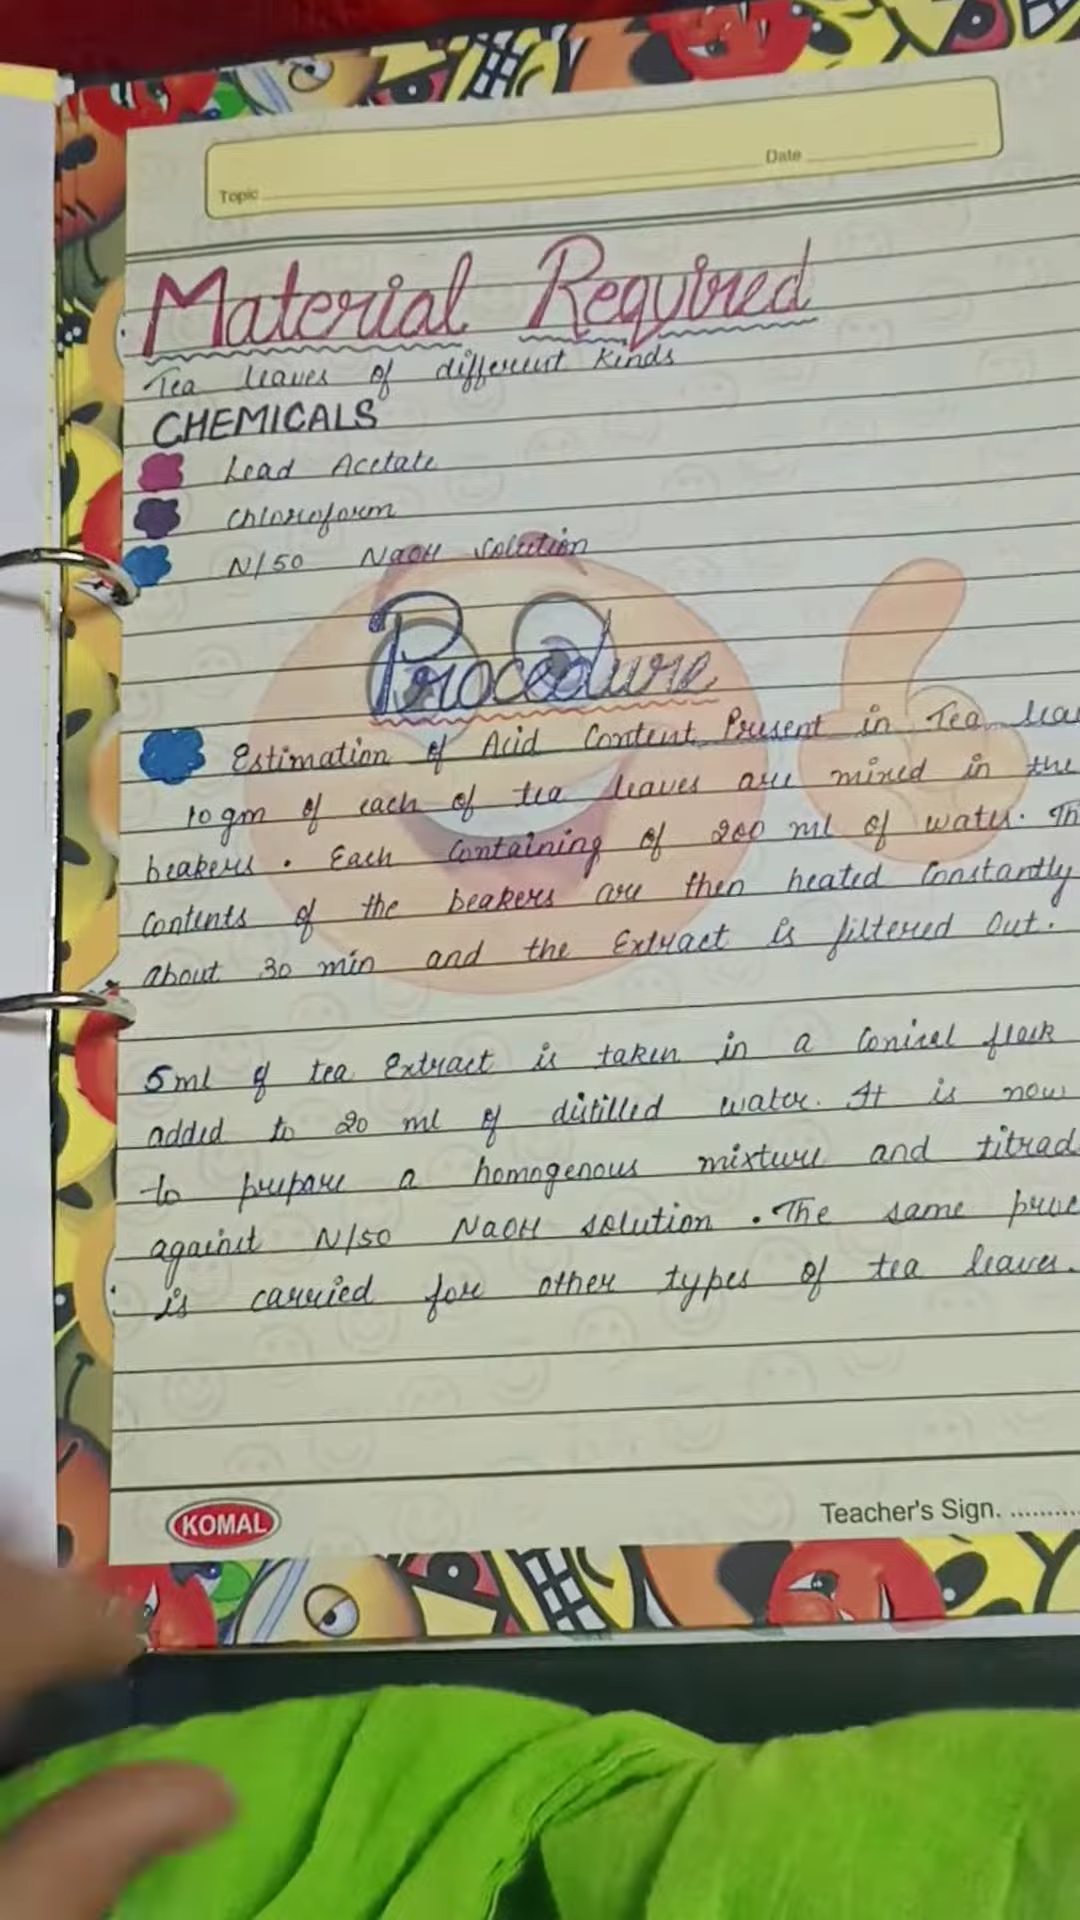 Topic Date
Material Required
Tea leaves of different kinds
CHEMICALS
Lead Acetate
Chloroform
N/50 NaOH Solution
Procedure
Estimation of Acid Content Present in Tea lea
10 gm of each of tea leaves are mixed in the
beakers. Each Containing of 200 ml of water. Th
Contents of the beakers are then heated Constantly
about 30 min and the Extract is filtered Out.
5ml of tea Extract is taken in a Conical flask
added to 20 ml of distilled water. It is now
to prepare a homogenous mixture and titrad
against N/50 NaOH solution. The same proc
is carried for other types of tea leaves.
KOMAL
Teacher's Sign. ..........